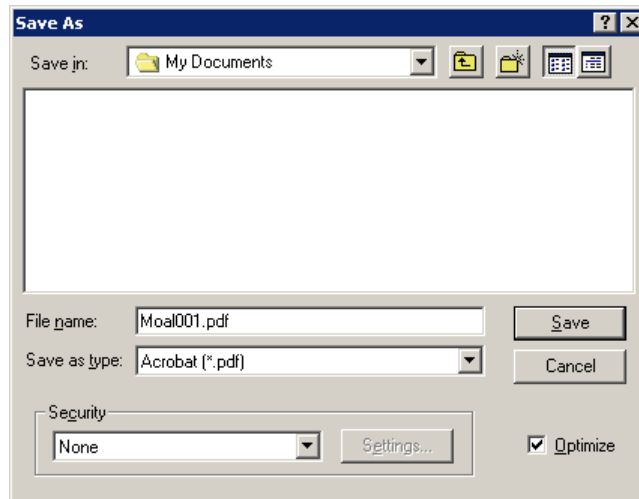 Save As
Save in: My Documents
File name: Moal001.pdf
Save
Save as type: Acrobat (*.pdf)
Cancel
Security
None Settings... Optimize